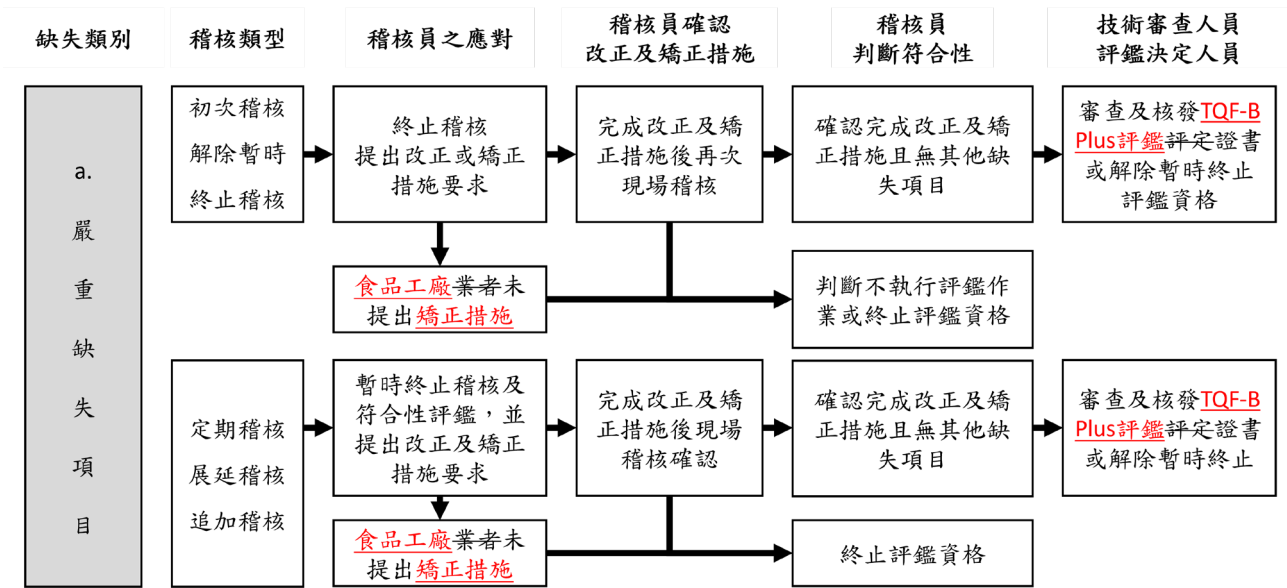 缺失類別
稽核類型
稽核員之應對
稽核員確認
改正及矯正措施
稽核員
判斷符合性
技術審查人員
評鑑決定人員
a.
嚴
重
缺
失
項
目
初次稽核
解除暫時
終止稽核
終止稽核
提出改正或矯正
措施要求
完成改正及矯
正措施後再次
現場稽核
確認完成改正及矯
正措施且無其他缺
失項目
審查及核發TQF-B
Plus評鑑評定證書
或解除暫時終止
評鑑資格
食品工廠業者未
提出矯正措施
判斷不執行評鑑作
業或終止評鑑資格
定期稽核
展延稽核
追加稽核
暫時終止稽核及
符合性評鑑，並
提出改正及矯正
措施要求
完成改正及矯
正措施後現場
稽核確認
確認完成改正及矯
正措施且無其他缺
失項目
審查及核發TQF-B
Plus評鑑評定證書
或解除暫時終止
食品工廠業者未
提出矯正措施
終止評鑑資格